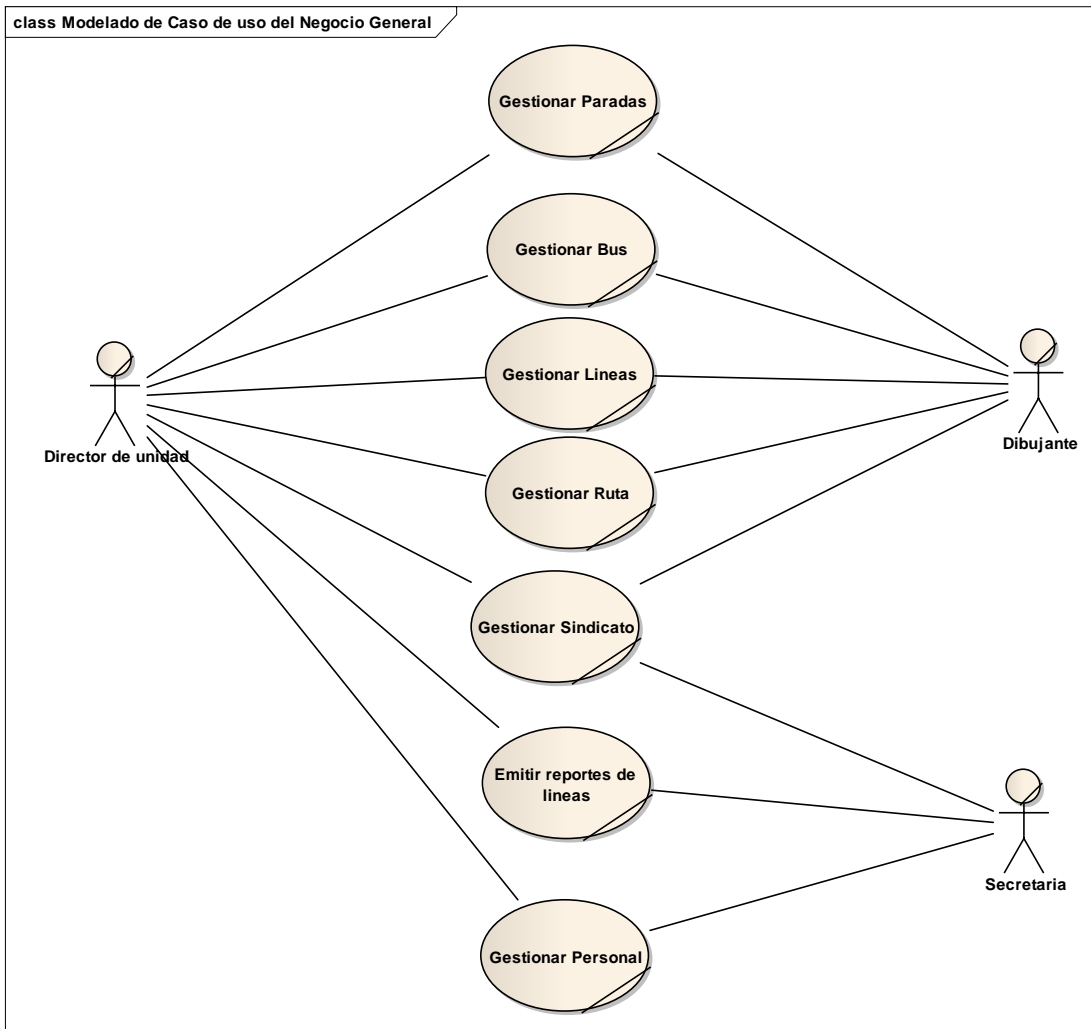 class Modelado de Caso de uso del Negocio General
Gestionar Paradas
Gestionar Bus
Gestionar Lineas
Director de unidad
Dibujante
Gestionar Ruta
Gestionar Sindicato
Emitir reportes de
lineas
Secretaria
Gestionar Personal